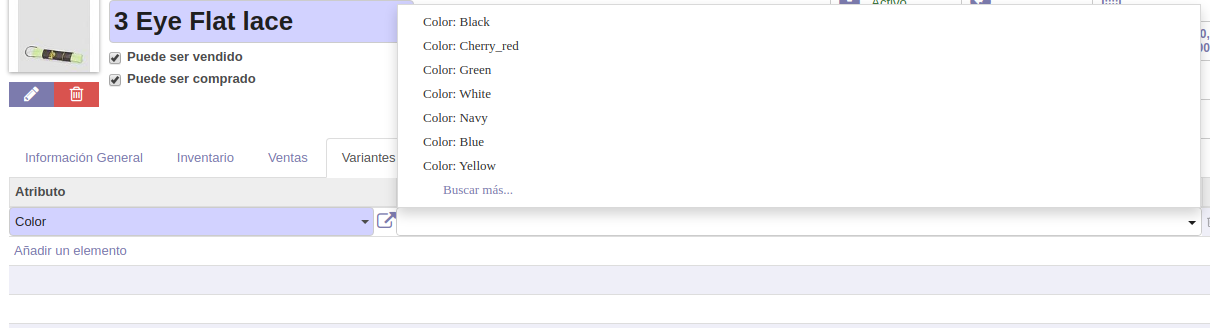 Activo
3 Eye Flat lace
Puede ser vendido
Puede ser comprado
Color: Black
Color: Cherry_red
Color: Green
Color: White
Color: Navy
Color: Blue
Color: Yellow
Buscar más...
Información General
Inventario
Ventas
Variantes
Atributo
Color
Añadir un elemento